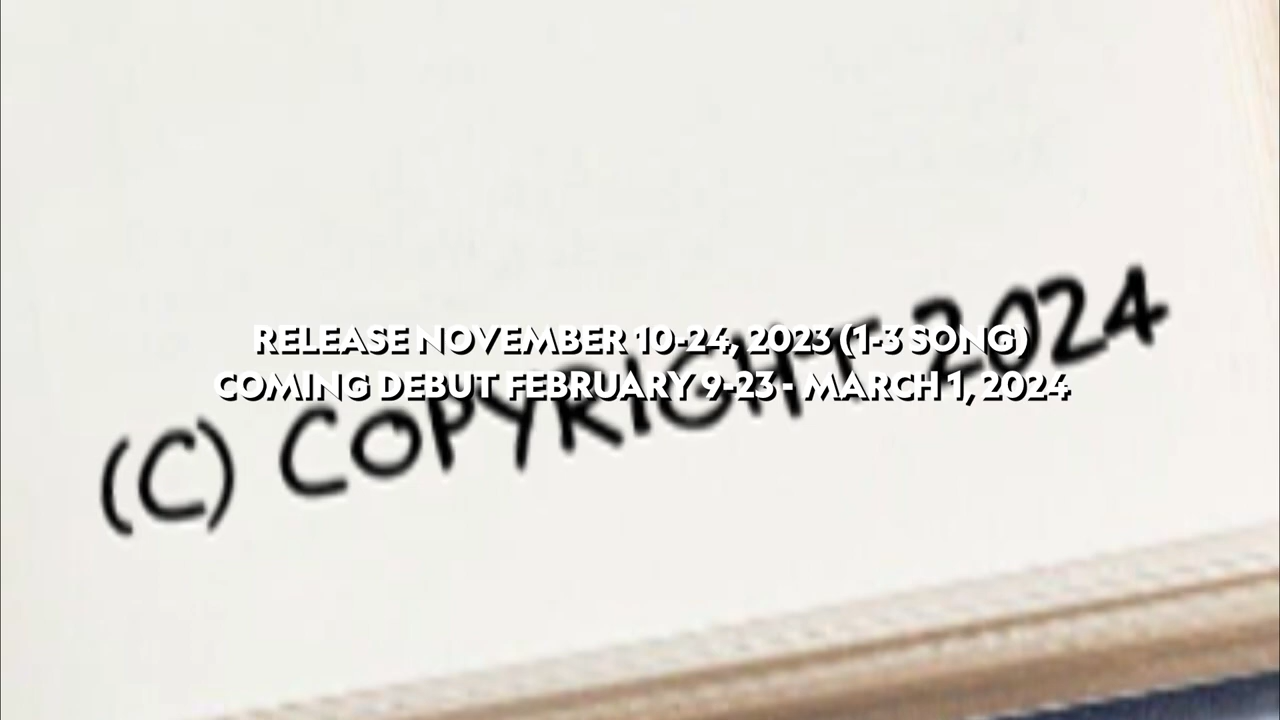 RELEASE NOVEMBER 10-24, 2023 (1-3 SONG)
COMING DEBUT FEBRUARY 9-23 - MARCH 1, 2024
(C) COPYRIGHT 2024